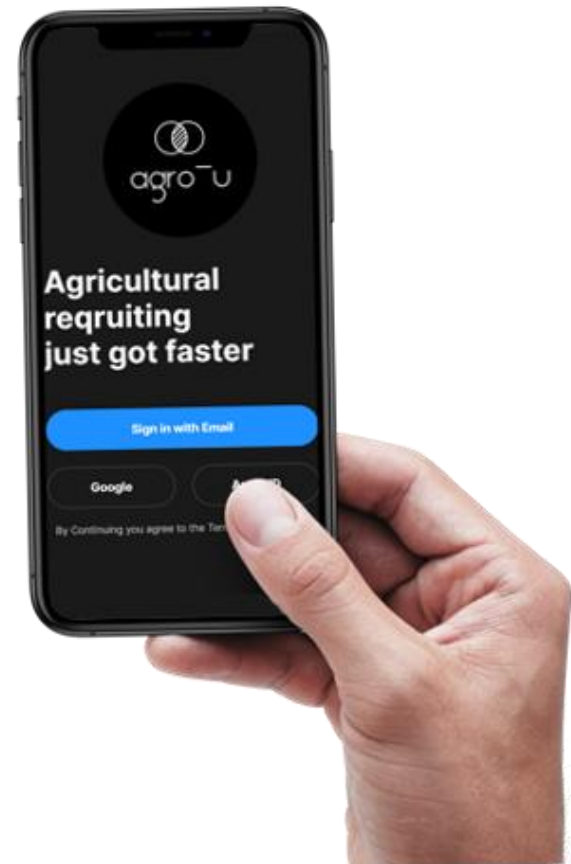 agro‾u
Agricultural
reqruiting
just got faster
Sign in with Email
Google
By Continuing you agree to the